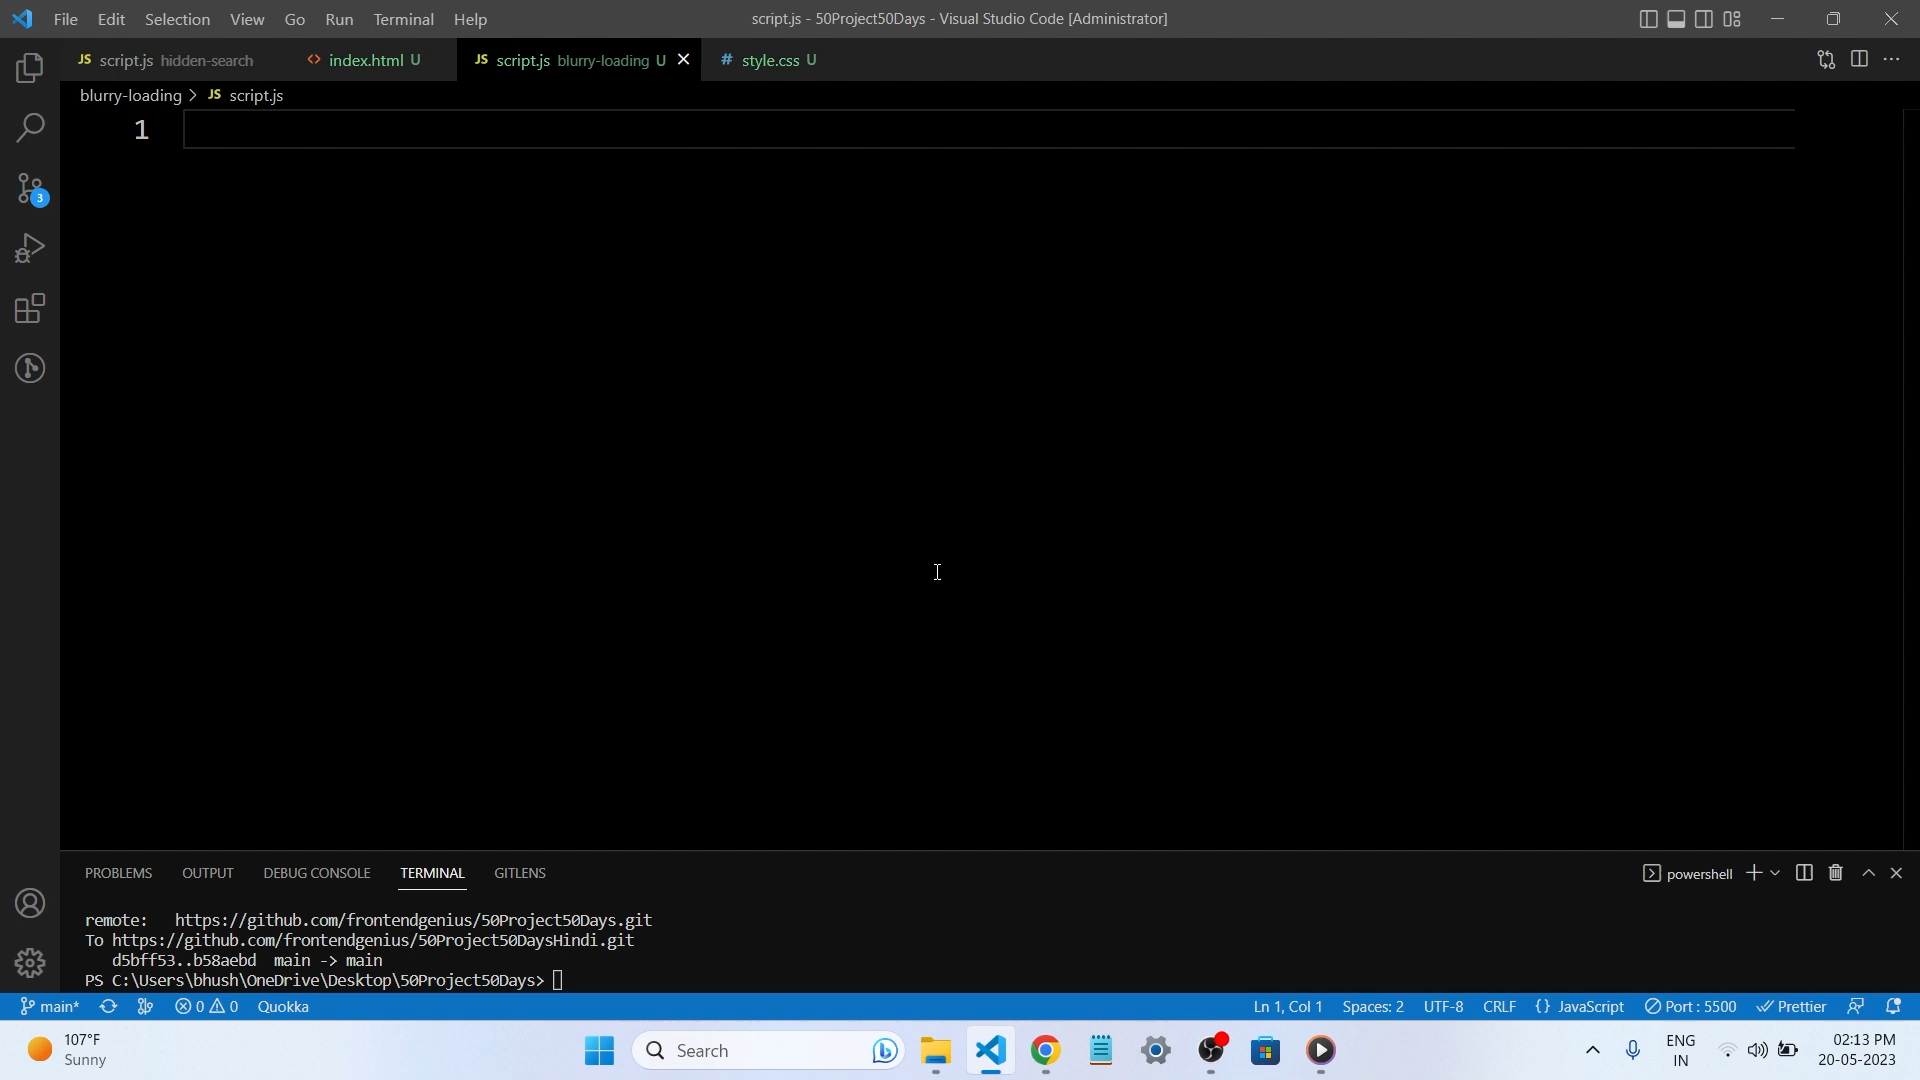 File Edit Selection View Go Run Terminal Help script.js - 50Project50Days - Visual Studio Code [Administrator]
JS script.js hidden-search <> index.html U JS script.js blurry-loading U # style.css U
blurry-loading > JS script.js
1
3
PROBLEMS OUTPUT DEBUG CONSOLE TERMINAL GITLENS powershell
remote: https://github.com/frontendgenius/50Project50Days.git
To https://github.com/frontendgenius/50Project50DaysHindi.git
d5bff53..b58aebd main -> main
PS C:\Users\bhush\OneDrive\Desktop\50Project50Days>
main* 0 0 Quokka Ln 1, Col 1 Spaces: 2 UTF-8 CRLF {} JavaScript Port : 5500 Prettier
107°F
Sunny
Search
ENG
IN
02:13 PM
20-05-2023